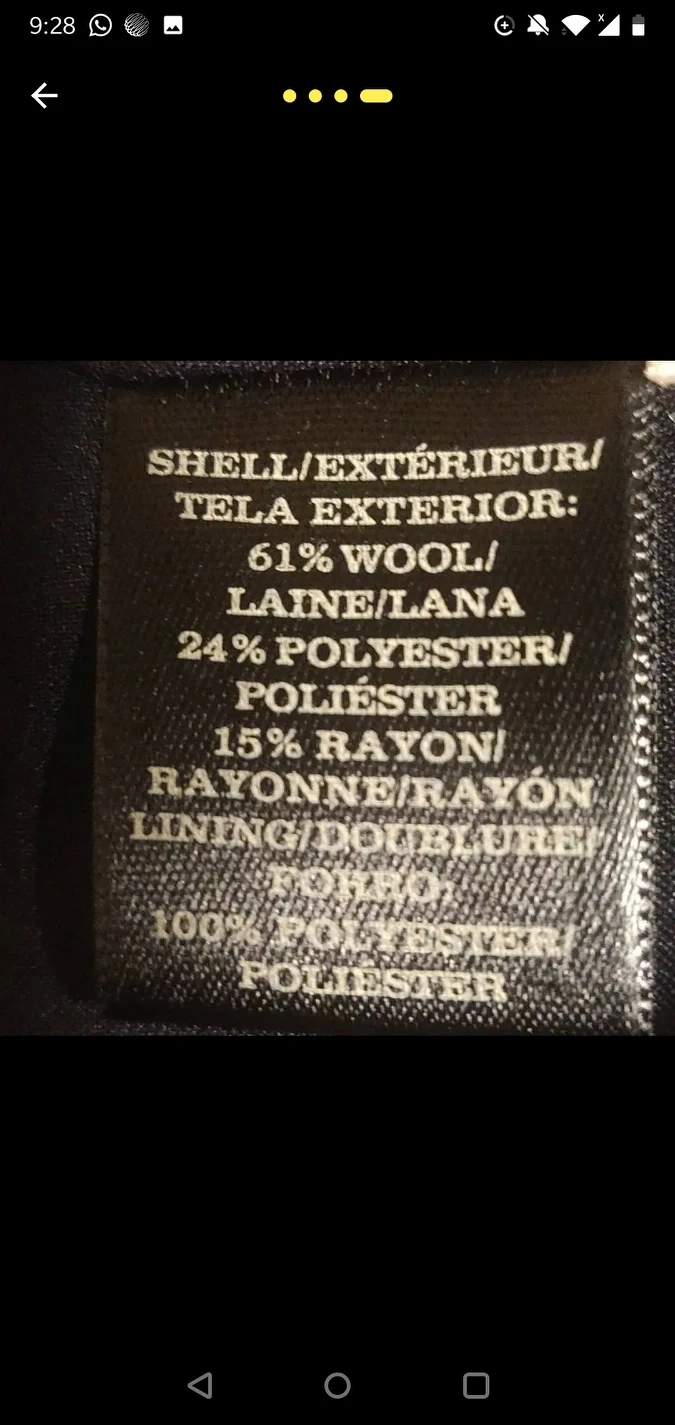 9:28
SHELL/EXTÉRIEUR/
TELA EXTERIOR:
61% WOOL/
LAINE/LANA
24% POLYESTER/
POLIÉSTER
15% RAYON/
RAYONNE/RAYÓN
LINING/DOUBLURE/
FORRO:
100% POLYESTER/
POLIÉSTER